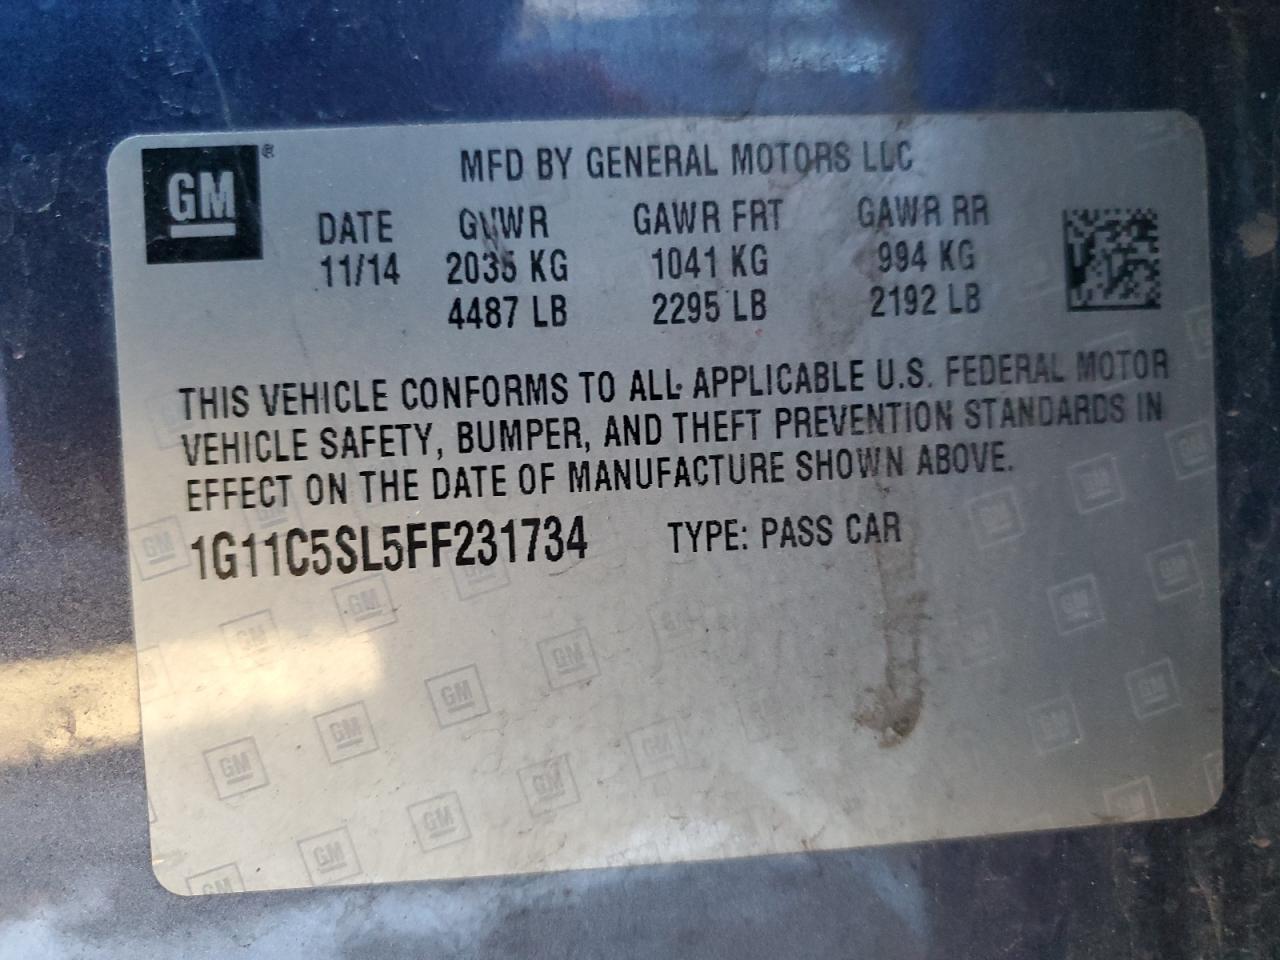 GM®
MFD BY GENERAL MOTORS LLC
DATE GVWR GAWR FRT GAWR RR
11/14 2035 KG 1041 KG 994 KG
4487 LB 2295 LB 2192 LB
THIS VEHICLE CONFORMS TO ALL APPLICABLE U.S. FEDERAL MOTOR
VEHICLE SAFETY, BUMPER, AND THEFT PREVENTION STANDARDS IN
EFFECT ON THE DATE OF MANUFACTURE SHOWN ABOVE.
1G11C5SL5FF231734 TYPE: PASS CAR